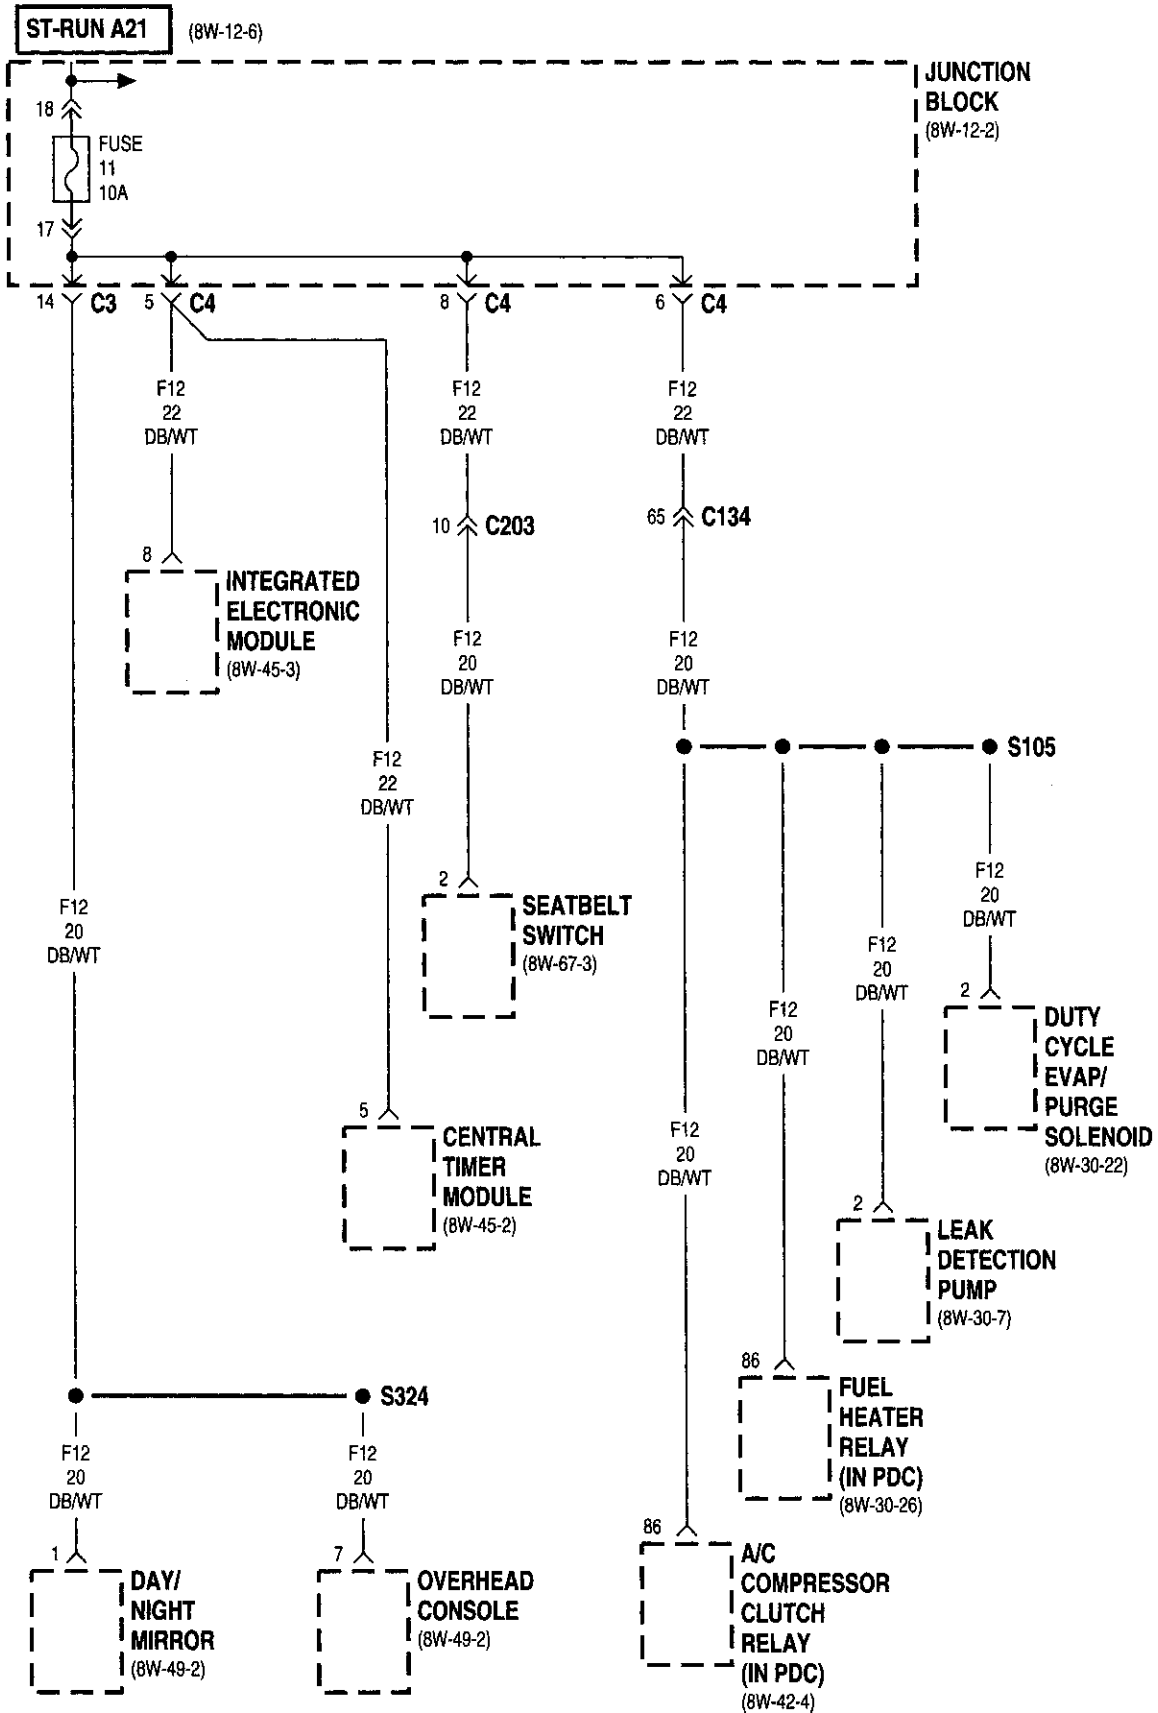 ST-RUN A21
(8W-12-6)
JUNCTION
BLOCK
(8W-12-2)
18
FUSE
11
10A
17
14 C3
5 C4
8 C4
6 C4
F12
22
DB/WT
F12
22
DB/WT
F12
22
DB/WT
10 C203
65 C134
8
INTEGRATED
ELECTRONIC
MODULE
(8W-45-3)
F12
20
DB/WT
F12
20
DB/WT
S105
F12
22
DB/WT
2
SEATBELT
SWITCH
(8W-67-3)
F12
20
DB/WT
F12
20
DB/WT
F12
20
DB/WT
F12
20
DB/WT
2
DUTY
CYCLE
EVAP/
PURGE
SOLENOID
(8W-30-22)
5
CENTRAL
TIMER
MODULE
(8W-45-2)
F12
20
DB/WT
2
LEAK
DETECTION
PUMP
(8W-30-7)
86
FUEL
HEATER
RELAY
(IN PDC)
(8W-30-26)
S324
F12
20
DB/WT
F12
20
DB/WT
86
A/C
COMPRESSOR
CLUTCH
RELAY
(IN PDC)
(8W-42-4)
1
DAY/
NIGHT
MIRROR
(8W-49-2)
7
OVERHEAD
CONSOLE
(8W-49-2)